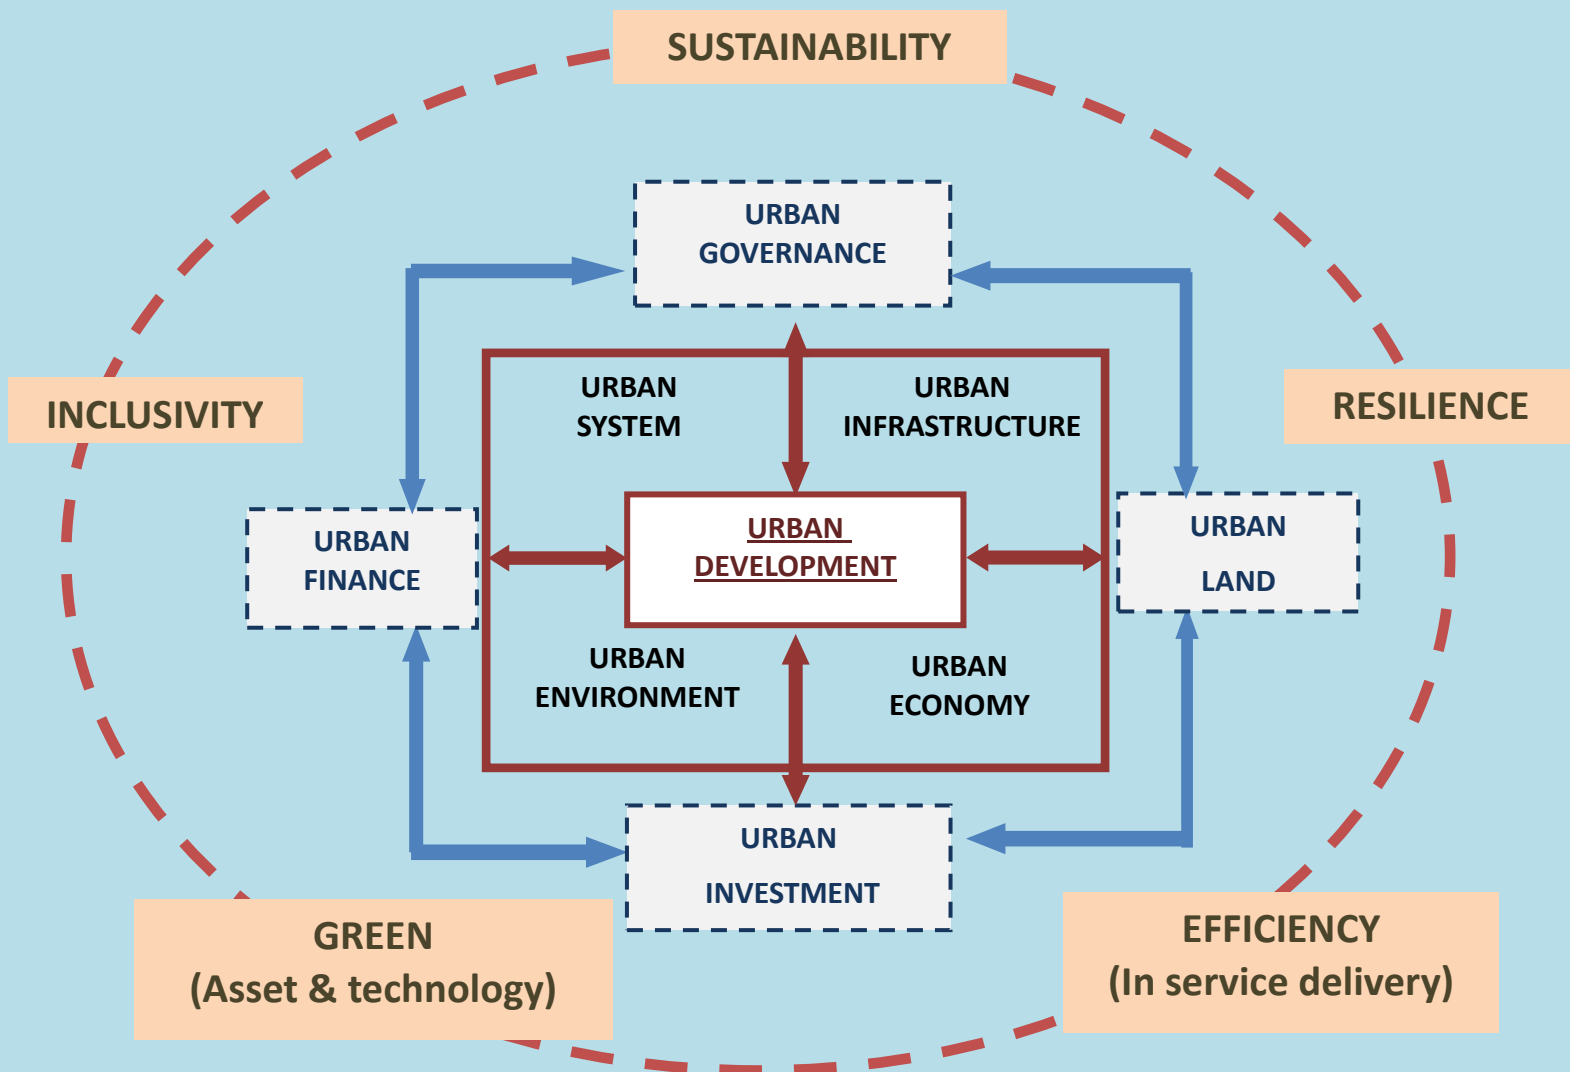 SUSTAINABILITY
URBAN
GOVERNANCE
INCLUSIVITY
RESILIENCE
URBAN
SYSTEM
URBAN
INFRASTRUCTURE
URBAN
FINANCE
URBAN
DEVELOPMENT
URBAN
LAND
URBAN
ENVIRONMENT
URBAN
ECONOMY
URBAN
INVESTMENT
GREEN
(Asset & technology)
EFFICIENCY
(In service delivery)